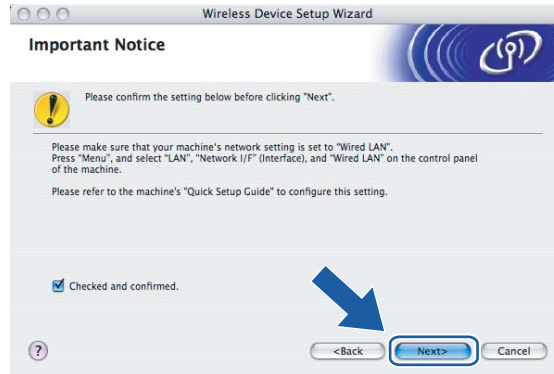 Wireless Device Setup Wizard
Important Notice
Please confirm the setting below before clicking "Next".
Please make sure that your machine's network setting is set to "Wired LAN".
Press "Menu", and select "LAN", "Network I/F" (Interface), and "Wired LAN" on the control panel
of the machine.
Please refer to the machine's "Quick Setup Guide" to configure this setting.
Checked and confirmed.
?
<Back
Next>
Cancel